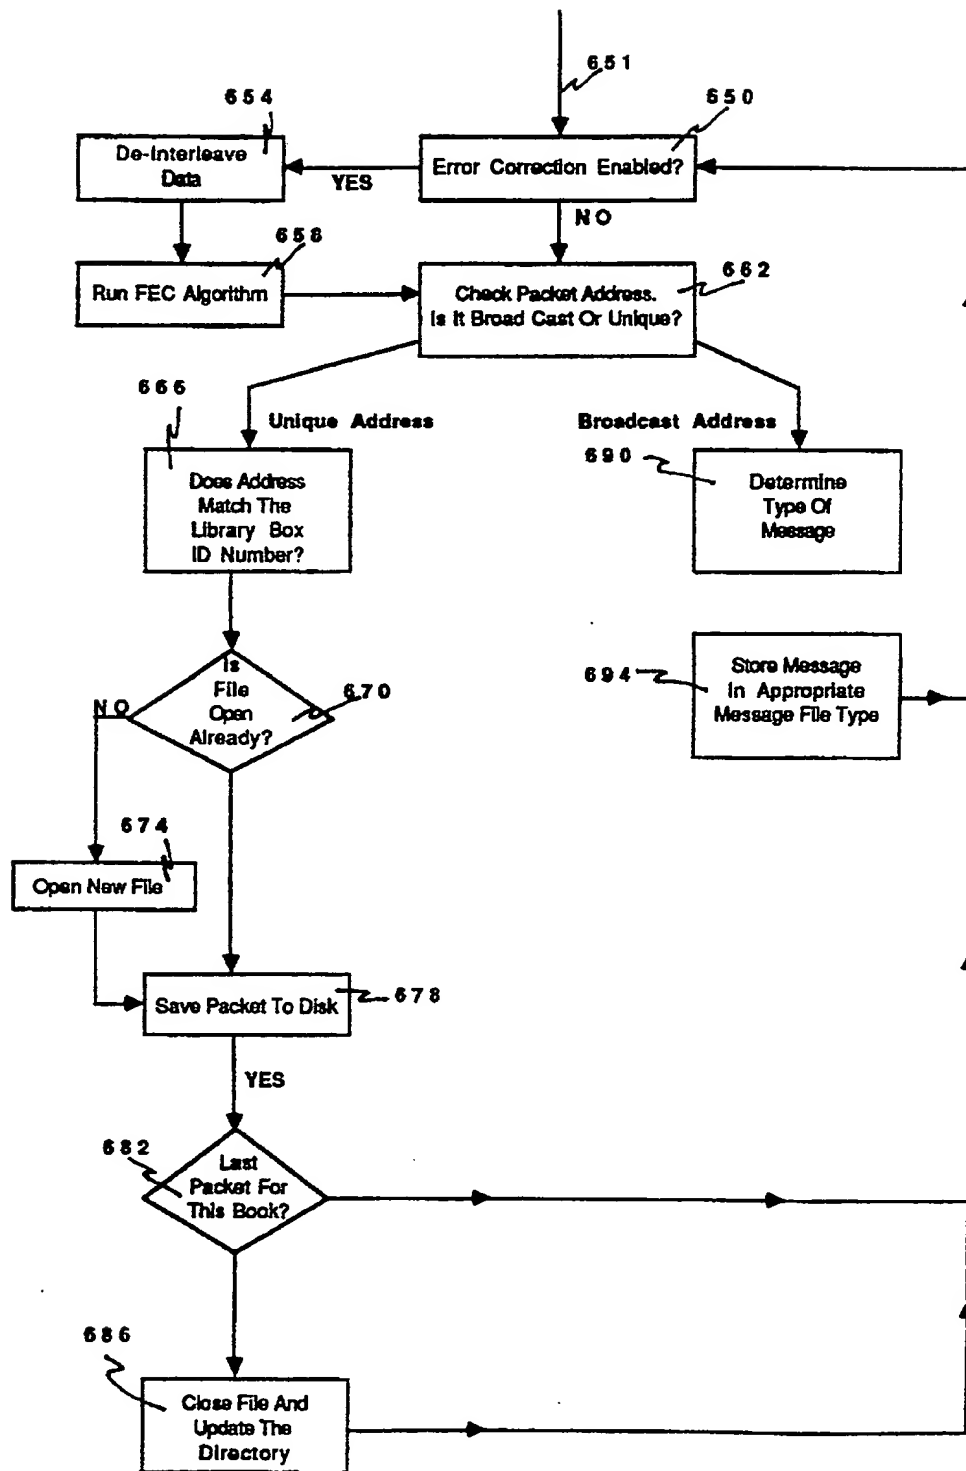 651
654
650
De-Interleave
Data
YES
Error Correction Enabled?
NO
658
662
Run FEC Algorithm
Check Packet Address.
Is It Broad Cast Or Unique?
666
Unique Address
Broadcast Address
690
Does Address
Match The
Library Box
ID Number?
Determine
Type Of
Message
Is
File
Open
Already?
670
NO
694
Store Message
In Appropriate
Message File Type
674
Open New File
Save Packet To Disk
678
YES
682
Last
Packet For
This Book?
686
Close File And
Update The
Directory